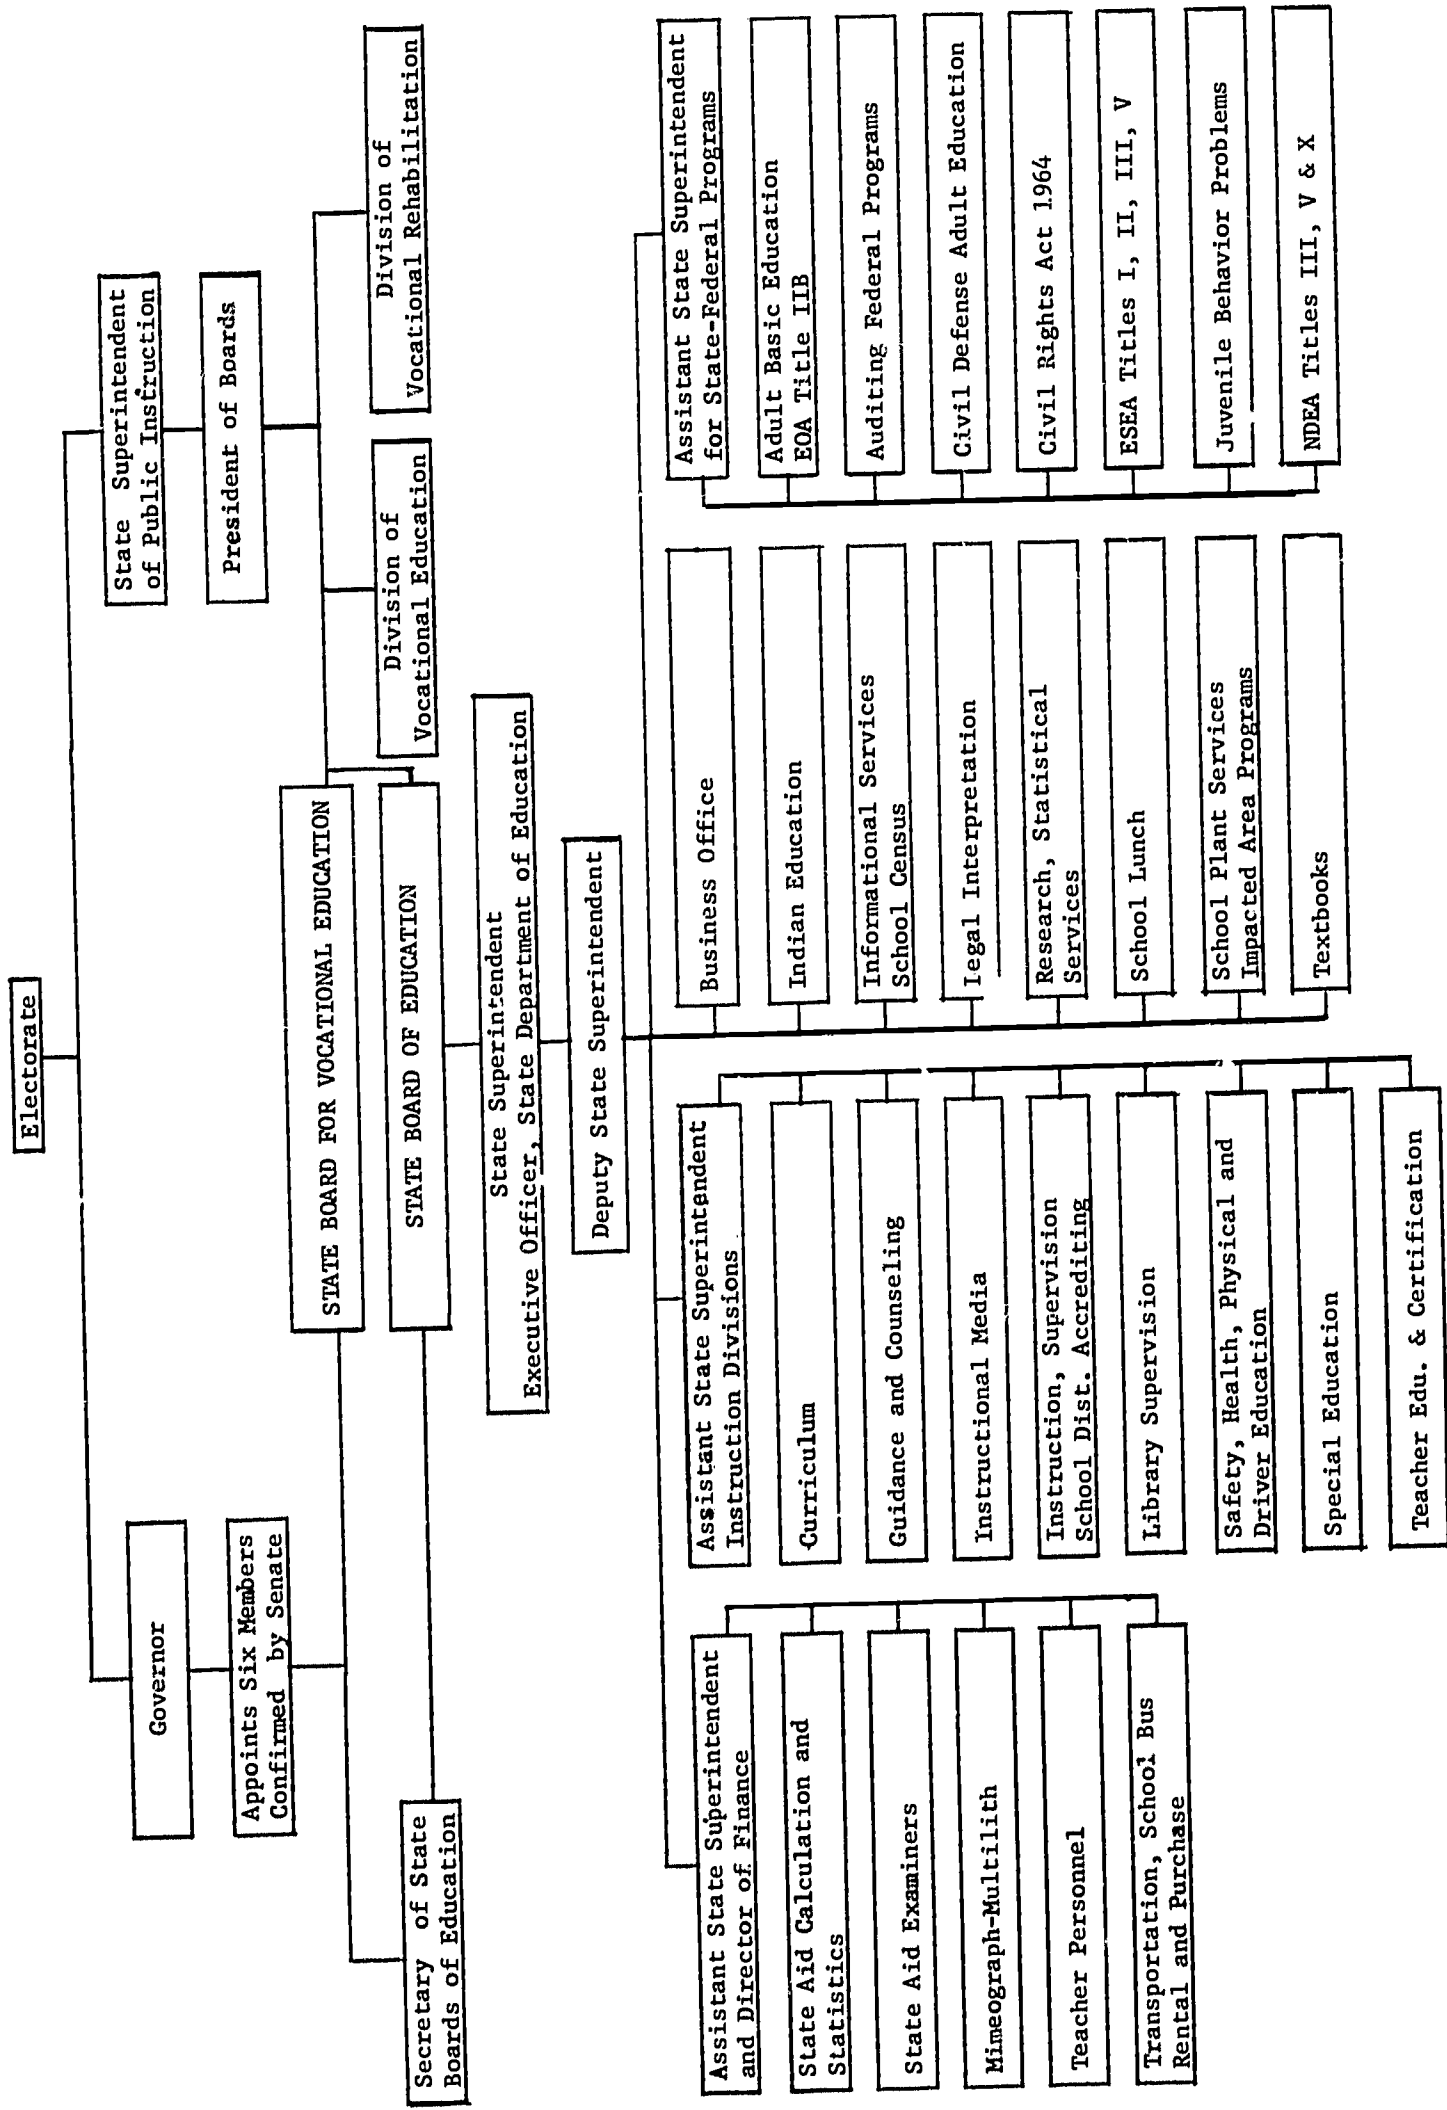 Electorate
Governor
Appoints Six Members
Confirmed by Senate
State Superintendent
of Public Instruction
President of Boards
STATE BOARD FOR VOCATIONAL EDUCATION
STATE BOARD OF EDUCATION
Secretary of State
Boards of Education
Division of
Vocational Education
Division of
Vocational Rehabilitation
State Superintendent
Executive Officer, State Department of Education
Deputy State Superintendent
Assistant State Superintendent
and Director of Finance
State Aid Calculation and
Statistics
State Aid Examiners
Mimeograph-Multilith
Teacher Personnel
Transportation, School Bus
Rental and Purchase
Assistant State Superintendent
Instruction Divisions
Curriculum
Guidance and Counseling
Instructional Media
Instruction, Supervision
School Dist. Accrediting
Library Supervision
Safety, Health, Physical and
Driver Education
Special Education
Teacher Edu. & Certification
Business Office
Indian Education
Informational Services
School Census
Legal Interpretation
Research, Statistical
Services
School Lunch
School Plant Services
Impacted Area Programs
Textbooks
Assistant State Superintendent
for State-Federal Programs
Adult Basic Education
EOA Title IIB
Auditing Federal Programs
Civil Defense Adult Education
Civil Rights Act 1964
ESEA Titles I, II, III, V
Juvenile Behavior Problems
NDEA Titles III, V & X